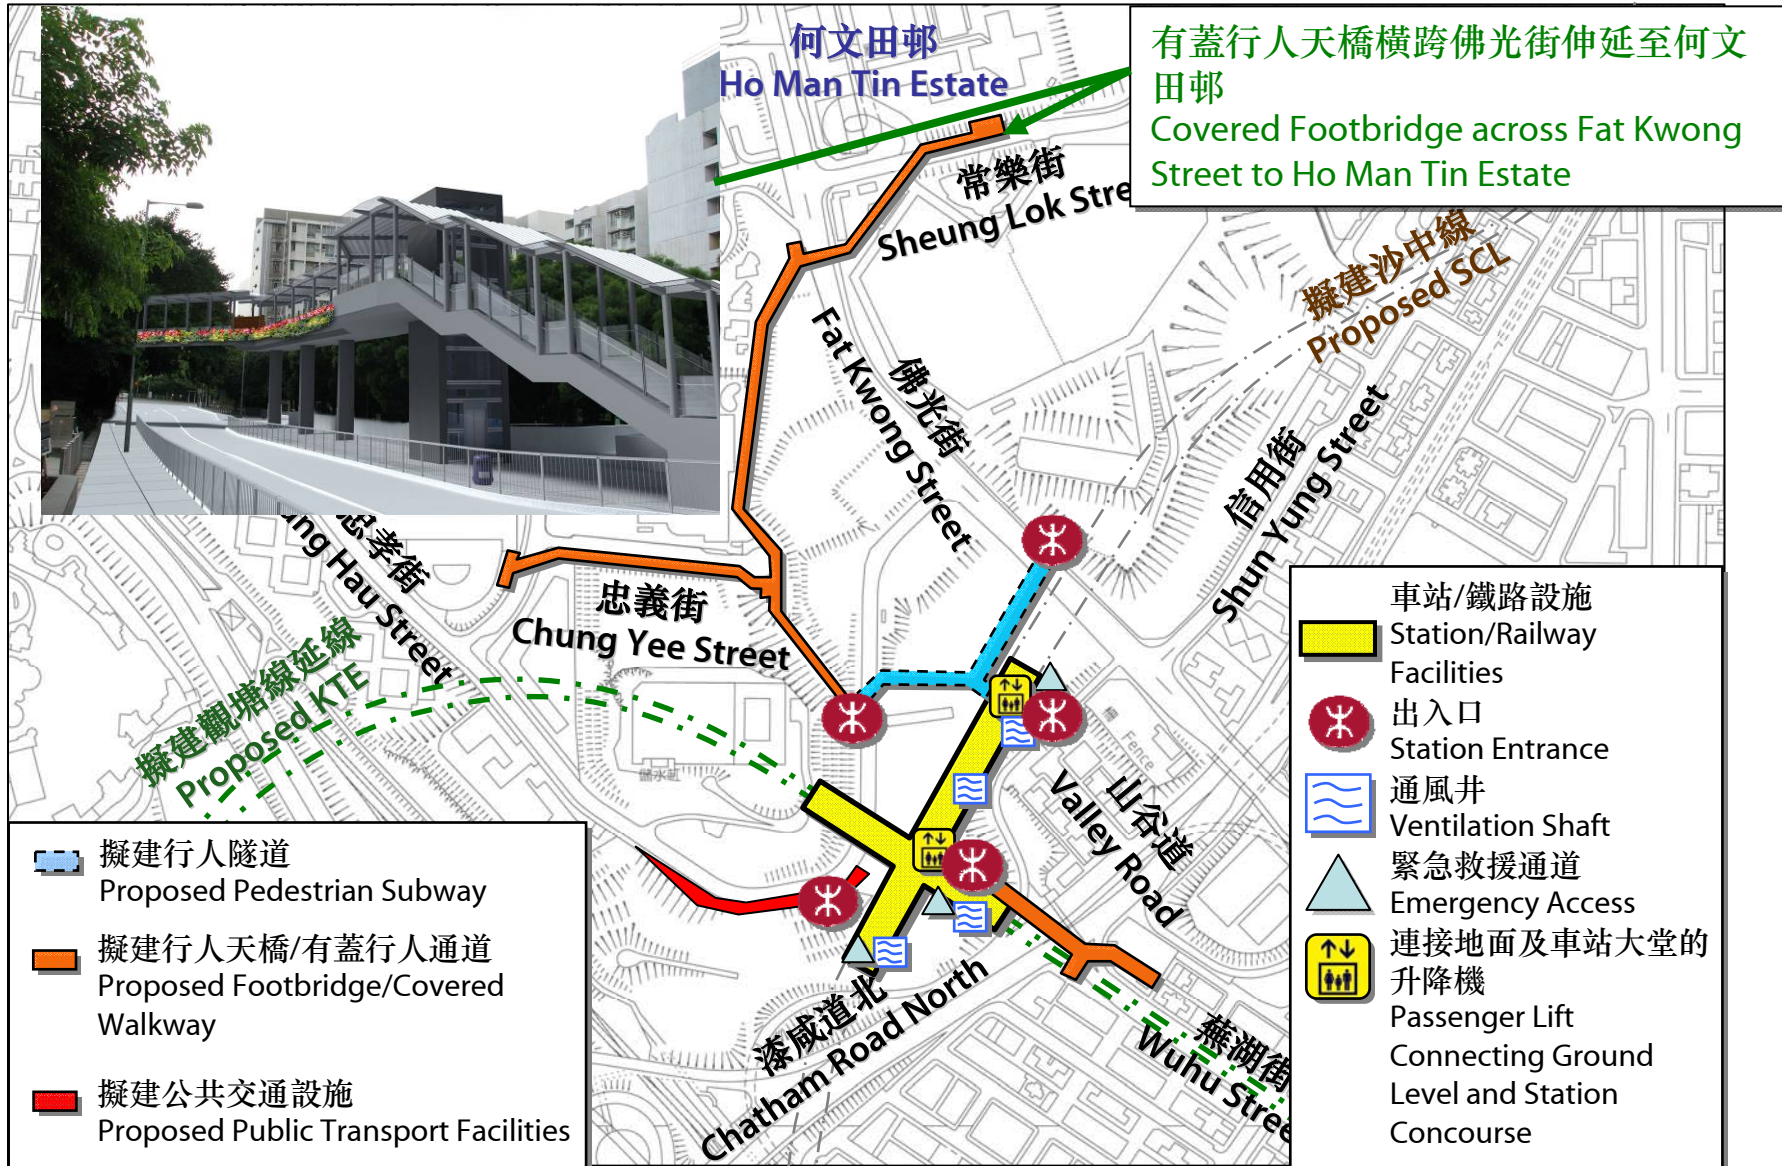 何文田邨
Ho Man Tin Estate
有蓋行人天橋橫跨佛光街伸延至何文
田邨
Covered Footbridge across Fat Kwong
Street to Ho Man Tin Estate
常樂街
Sheung Lok
擬建沙中線
Proposed SCL
佛光街
Fat Kwong Street
信用街
Shun Yung Street
忠孝街
Hau Street
忠義街
Chung Yee Street
擬建觀塘線延線
Proposed KTE
Fence
山谷道
Valley Road
漆咸道北
Chatham Road North
蕪湖街
Wuhu
擬建行人隧道
Proposed Pedestrian Subway
擬建行人天橋/有蓋行人通道
Proposed Footbridge/Covered
Walkway
擬建公共交通設施
Proposed Public Transport Facilities
車站/鐵路設施
Station/Railway
Facilities
出入口
Station Entrance
通風井
Ventilation Shaft
緊急救援通道
Emergency Access
連接地面及車站大堂的
升降機
Passenger Lift
Connecting Ground
Level and Station
Concourse